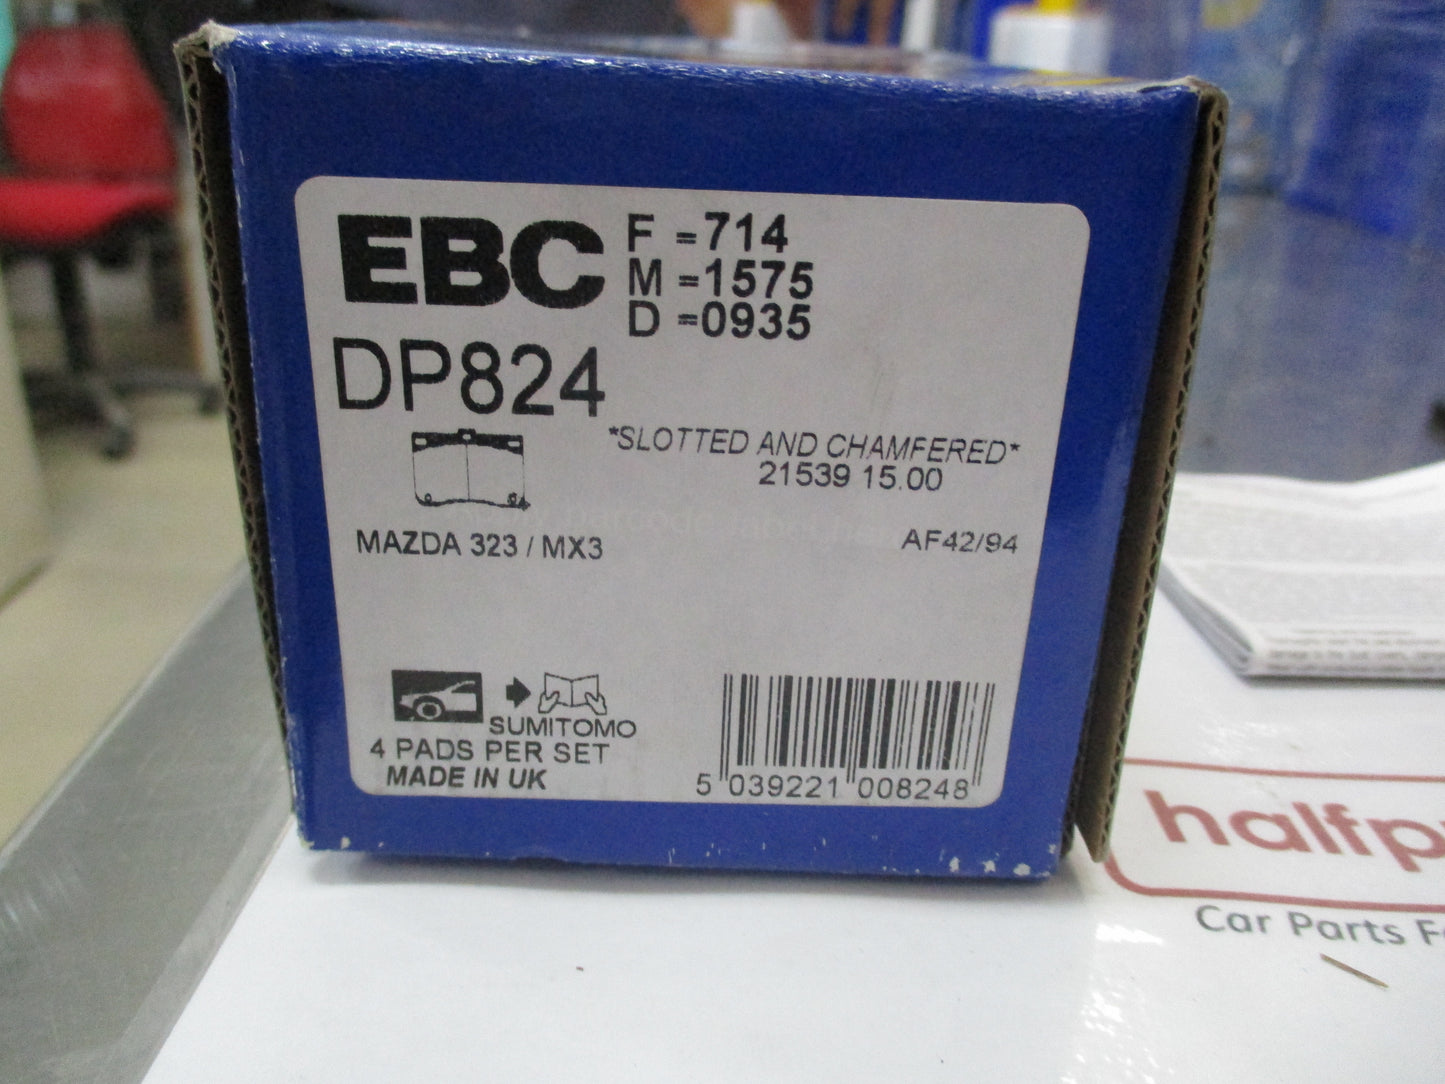 EBC
F =714
M =1575
D =0935
DP824
*SLOTTED AND CHAMFERED*
21539 15.00
MAZDA 323 / MX3
AF42/94
SUMITOMO
4 PADS PER SET
MADE IN UK
5 039221 008248
halfp
Car Parts F